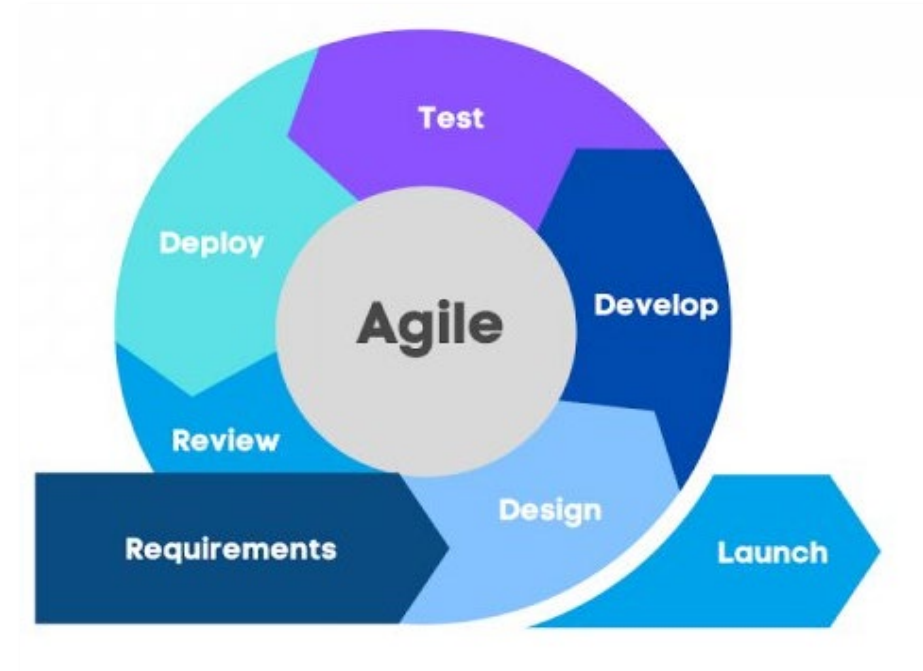 Test
Deploy
Develop
Agile
Review
Design
Requirements
Launch